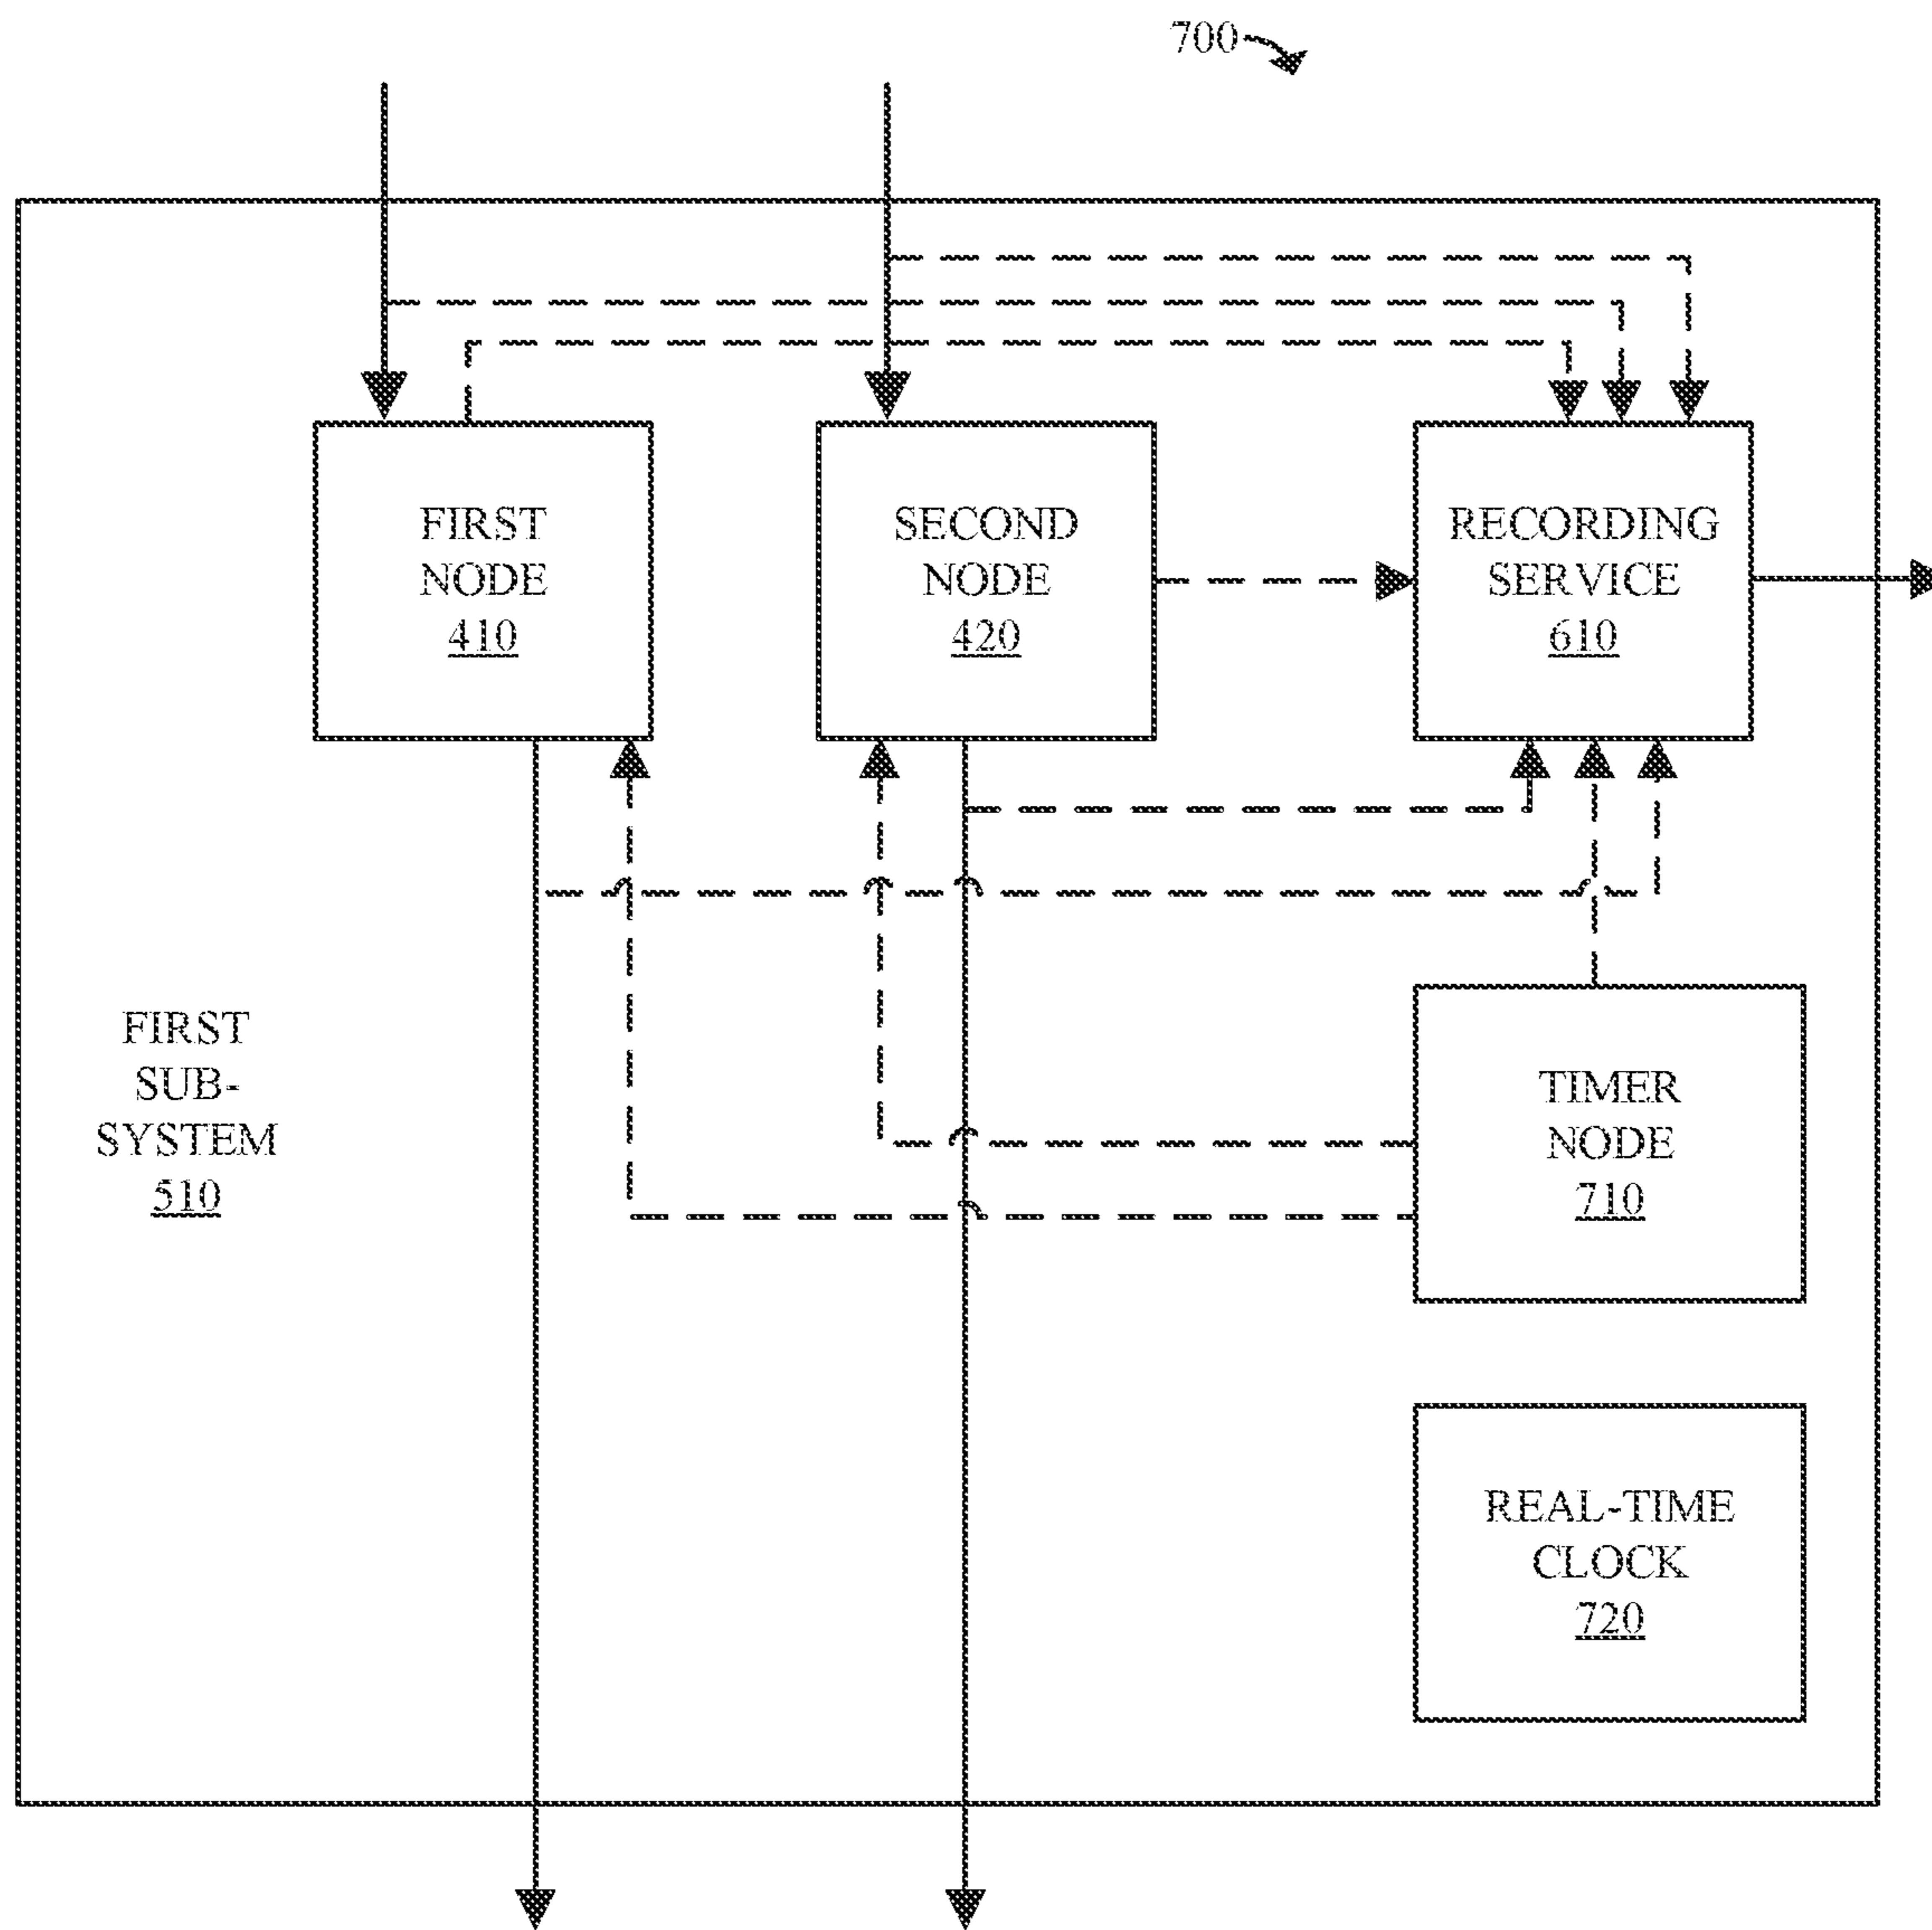 700
FIRST
NODE
410
SECOND
NODE
420
RECORDING
SERVICE
610
FIRST
SUB-
SYSTEM
510
TIMER
NODE
710
REAL-TIME
CLOCK
720